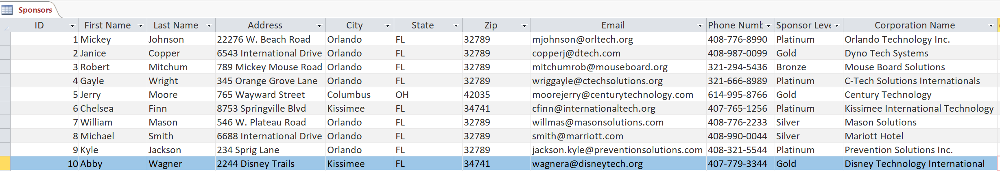 Sponsors
ID First Name Last Name Address City State Zip Email Phone Numb Sponsor Leve Corporation Name
1 Mickey Johnson 22276 W. Beach Road Orlando FL 32789 mjohnson@orltech.org 408-776-8990 Platinum Orlando Technology Inc.
2 Janice Copper 6543 International Drive Orlando FL 32789 copperj@dtech.com 408-987-0099 Gold Dyno Tech Systems
3 Robert Mitchum 789 Mickey Mouse Road Orlando FL 32789 mitchumrob@mouseboard.org 321-294-5436 Bronze Mouse Board Solutions
4 Gayle Wright 345 Orange Grove Lane Orlando FL 32789 wriggayle@ctechsolutions.org 321-666-8989 Platinum C-Tech Solutions Internationals
5 Jerry Moore 765 Wayward Street Columbus OH 42035 moorejerry@centurytechnology.com 614-995-8766 Gold Century Technology
6 Chelsea Finn 8753 Springville Blvd Kissimee FL 34741 cfinn@internationaltech.org 407-765-1256 Platinum Kissimee International Technology
7 William Mason 546 W. Plateau Road Orlando FL 32789 willmas@masonsolutions.com 408-776-2233 Silver Mason Solutions
8 Michael Smith 6688 International Drive Orlando FL 32789 smith@marriott.com 408-990-0044 Silver Mariott Hotel
9 Kyle Jackson 234 Sprig Lane Orlando FL 32789 jackson.kyle@preventionsolutions.com 408-321-5544 Platinum Prevention Solutions Inc.
10 Abby Wagner 2244 Disney Trails Kissimee FL 34741 wagnera@disneytech.org 407-779-3344 Gold Disney Technology International